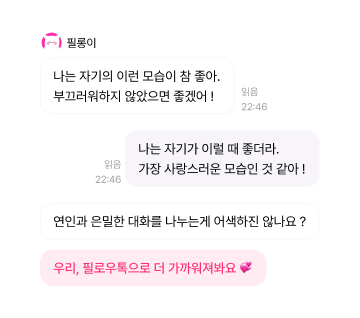 필롱이
나는 자기의 이런 모습이 참 좋아.
부끄러워하지 않았으면 좋겠어 !
읽음
22:46
나는 자기가 이럴 때 좋더라.
가장 사랑스러운 모습인 것 같아 !
읽음
22:46
연인과 은밀한 대화를 나누는게 어색하진 않나요 ?
우리, 필로우톡으로 더 가까워져봐요 💞